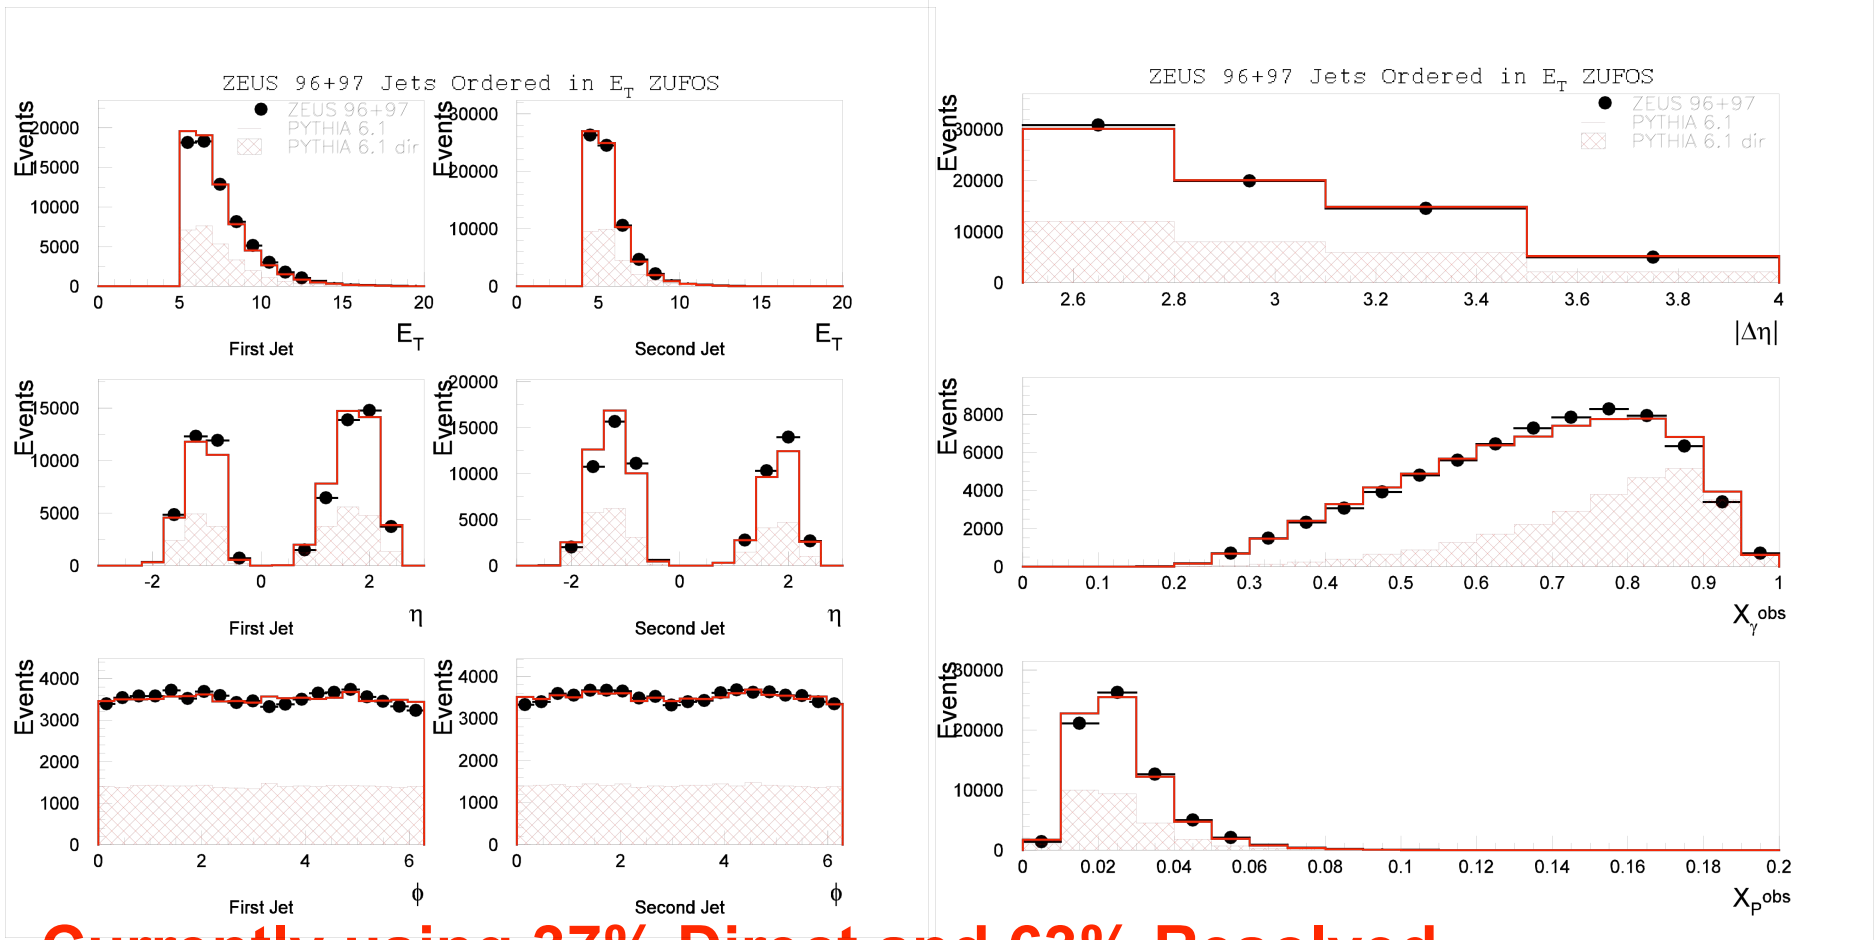 ZEUS 96+97 Jets Ordered in E_T ZUFOS
Events
20000
15000
10000
5000
0
0 5 10 15 20
ZEUS 96+97
PYTHIA 6.1
PYTHIA 6.1 dir
E_T
First Jet
Events
30000
20000
10000
0
0 5 10 15 20
E_T
Second Jet
Events
15000
10000
5000
0
-2 0 2
η
First Jet
Events
20000
15000
10000
5000
0
-2 0 2
η
Second Jet
Events
4000
3000
2000
1000
0
0 2 4 6
ϕ
First Jet
Events
4000
3000
2000
1000
0
0 2 4 6
ϕ
Second Jet
ZEUS 96+97 Jets Ordered in E_T ZUFOS
Events
30000
20000
10000
0
2.6 2.8 3 3.2 3.4 3.6 3.8 4
ZEUS 96+97
PYTHIA 6.1
PYTHIA 6.1 dir
|Δη|
Events
8000
6000
4000
2000
0
0 0.1 0.2 0.3 0.4 0.5 0.6 0.7 0.8 0.9 1
X_γ^obs
Events
30000
20000
10000
0
0 0.02 0.04 0.06 0.08 0.1 0.12 0.14 0.16 0.18 0.2
X_P^obs
Currently using 37% Direct and 63% Resolved